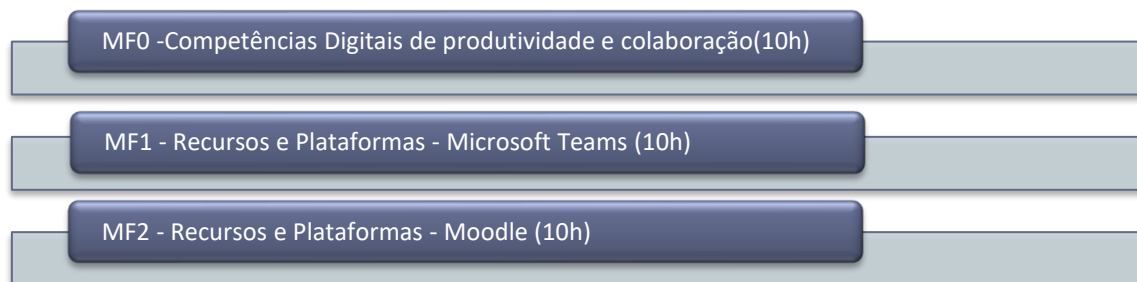 MF0 -Competências Digitais de produtividade e colaboração(10h)
MF1 - Recursos e Plataformas - Microsoft Teams (10h)
MF2 - Recursos e Plataformas - Moodle (10h)